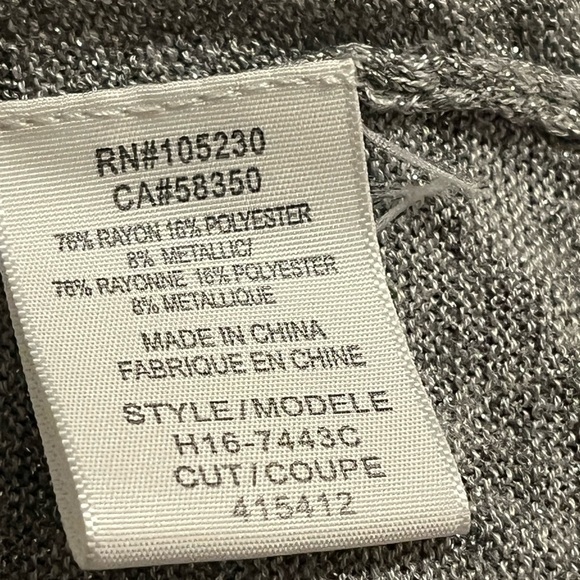 RN#105230
CA#58350
76% RAYON 16% POLYESTER
8% METALLIC/
76% RAYONNE 16% POLYESTER
8% METALLIQUE
MADE IN CHINA
FABRIQUE EN CHINE
STYLE/MODELE
H16-7443C
CUT/COUPE
415412